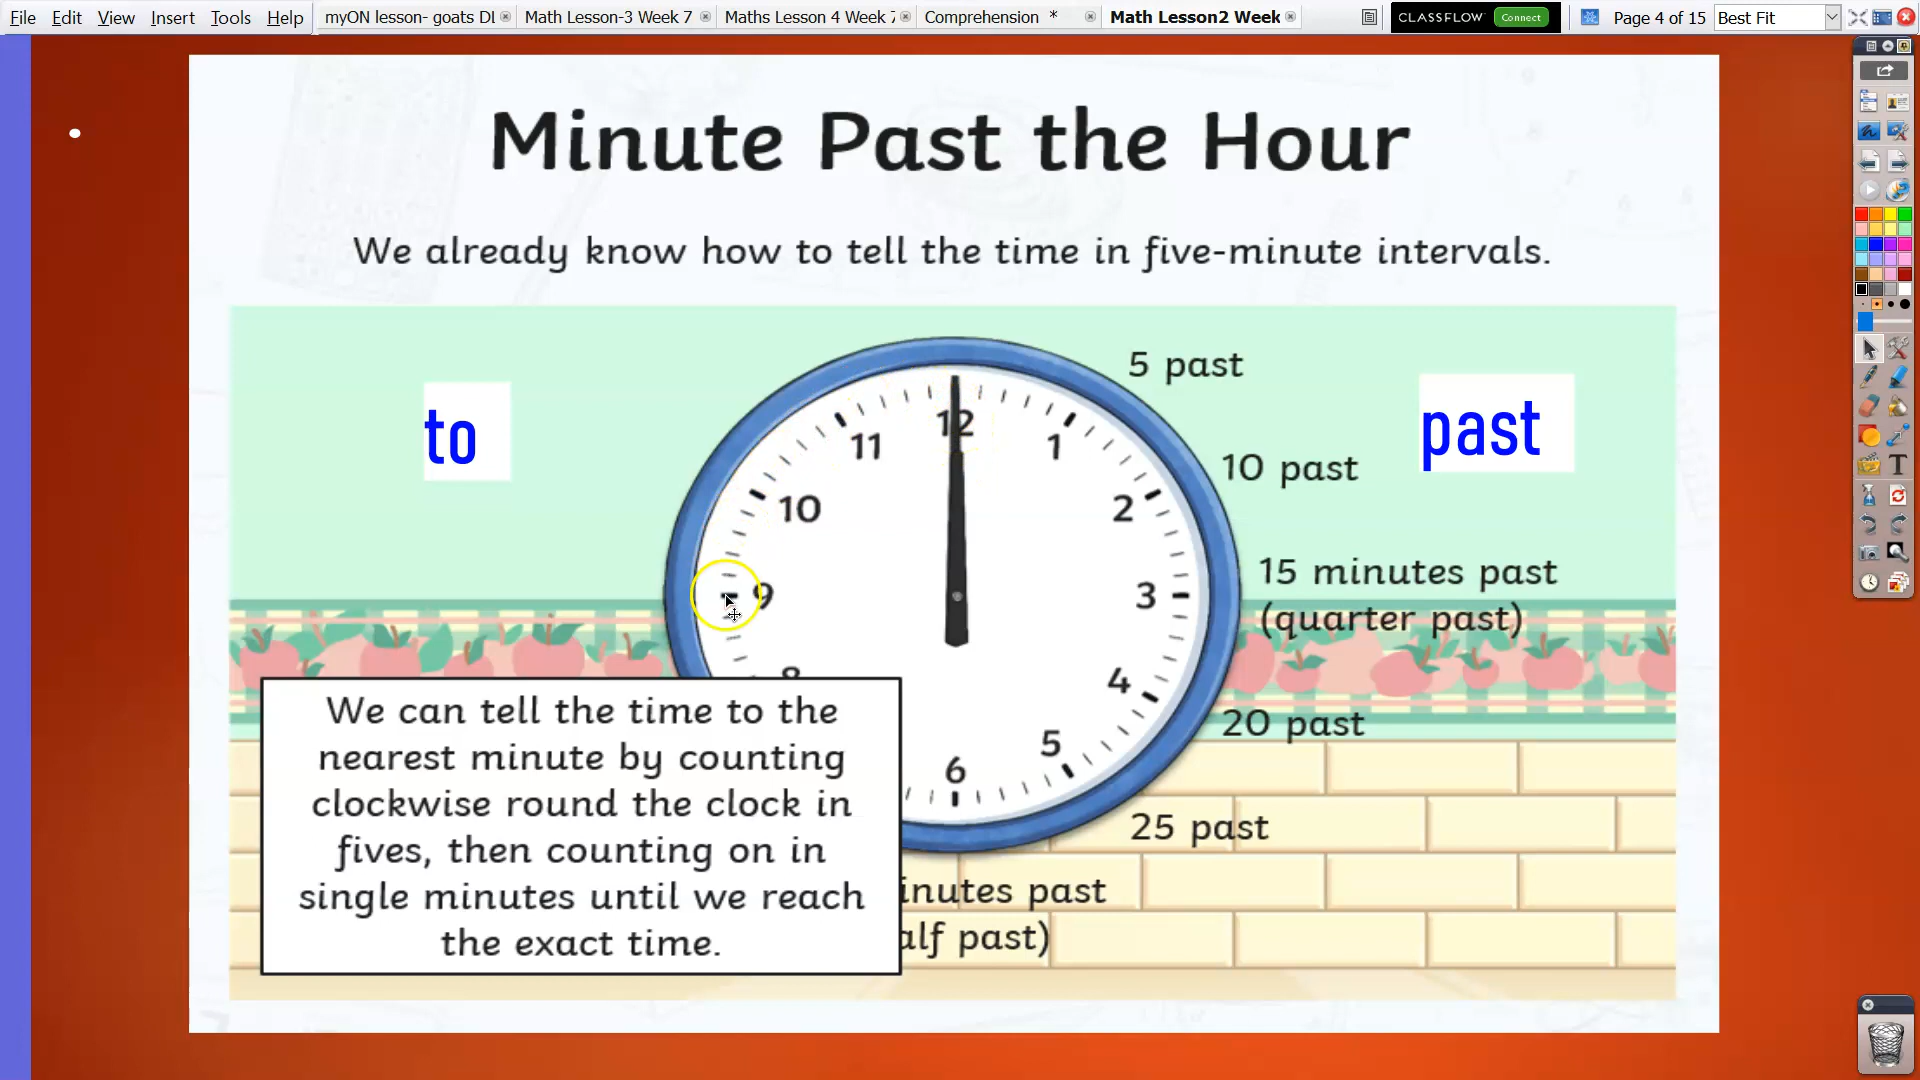 File Edit View Insert Tools Help myON lesson- goats DL Math Lesson-3 Week 7 Maths Lesson 4 Week 7 Comprehension * Math Lesson2 Week CLASSFLOW Connect Page 4 of 15 Best Fit
Minute Past the Hour
We already know how to tell the time in five-minute intervals.
5 past
to
past
12
11
1
10 past
10
2
15 minutes past
9
3
(quarter past)
8
4
20 past
5
6
25 past
inutes past
alf past)
We can tell the time to the
nearest minute by counting
clockwise round the clock in
fives, then counting on in
single minutes until we reach
the exact time.
T